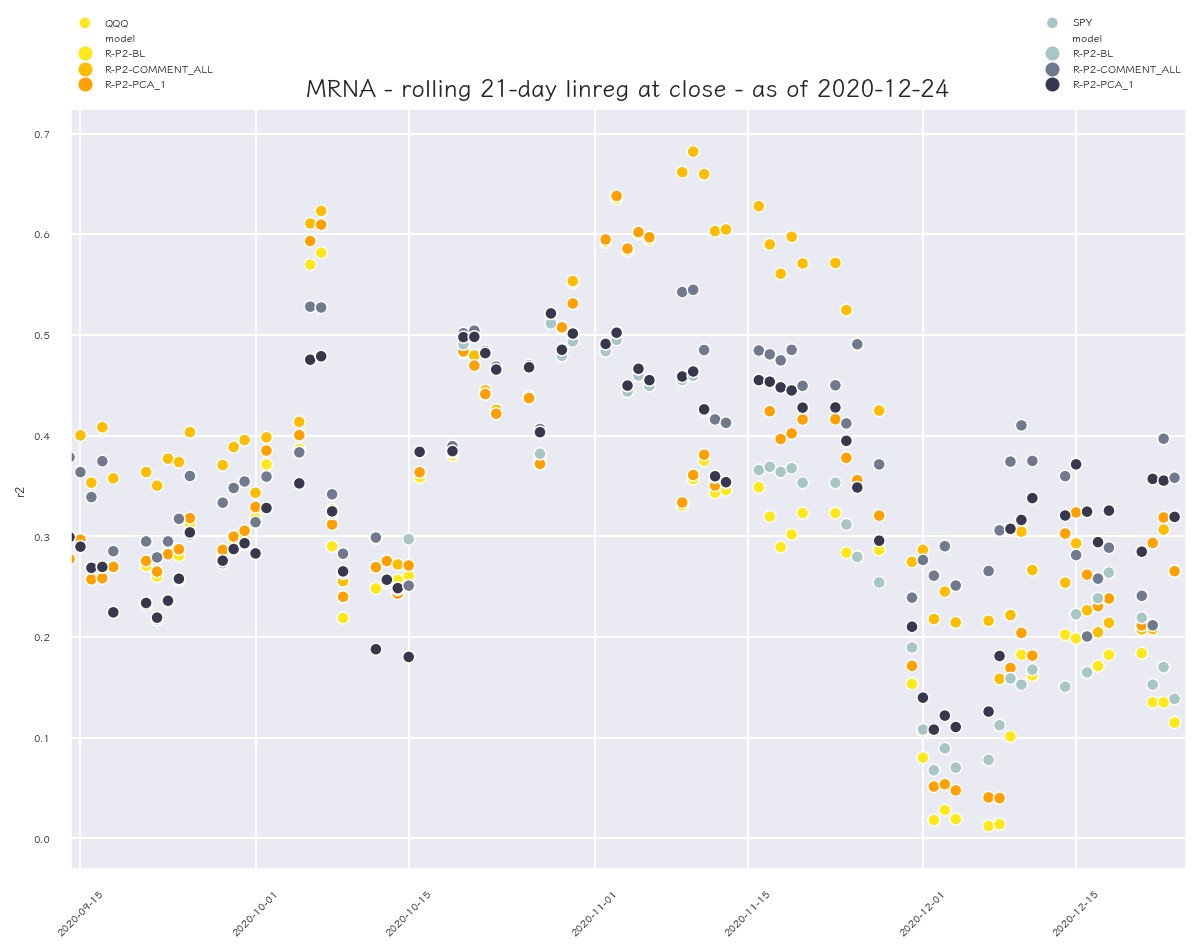 QQQ
model
R-P2-BL
R-P2-COMMENT_ALL
R-P2-PCA_1
SPY
model
R-P2-BL
R-P2-COMMENT_ALL
R-P2-PCA_1
MRNA - rolling 21-day linreg at close - as of 2020-12-24
r2
0.7
0.6
0.5
0.4
0.3
0.2
0.1
0.0
2020-09-15
2020-10-01
2020-10-15
2020-11-01
2020-11-15
2020-12-01
2020-12-15